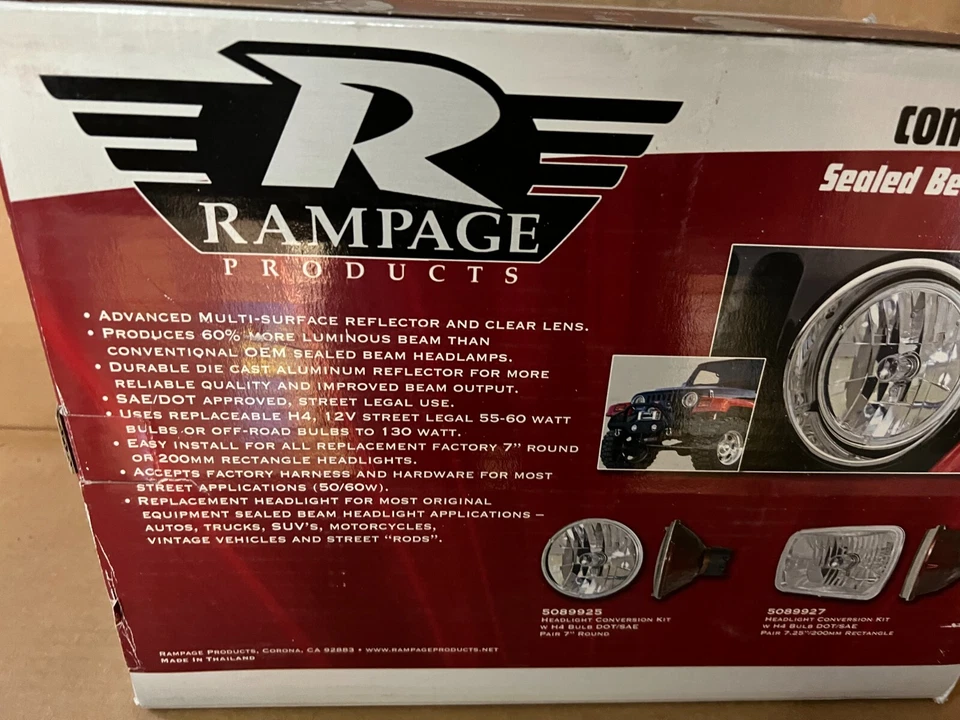 RAMPAGE
PRODUCTS
CON
Sealed Be
• ADVANCED MULTI-SURFACE REFLECTOR AND CLEAR LENS.
• PRODUCES 60% MORE LUMINOUS BEAM THAN
CONVENTIONAL OEM SEALED BEAM HEADLAMPS.
• DURABLE DIE CAST ALUMINUM REFLECTOR FOR MORE
RELIABLE QUALITY AND IMPROVED BEAM OUTPUT.
• SAE/DOT APPROVED, STREET LEGAL USE.
• USES REPLACEABLE H4, 12V STREET LEGAL 55-60 WATT
BULBS OR OFF-ROAD BULBS TO 130 WATT.
• EASY INSTALL FOR ALL REPLACEMENT FACTORY 7" ROUND
OR 200MM RECTANGLE HEADLIGHTS.
• ACCEPTS FACTORY HARNESS AND HARDWARE FOR MOST
STREET APPLICATIONS (50/60W).
• REPLACEMENT HEADLIGHT FOR MOST ORIGINAL
EQUIPMENT SEALED BEAM HEADLIGHT APPLICATIONS –
AUTOS, TRUCKS, SUV'S, MOTORCYCLES,
VINTAGE VEHICLES AND STREET "RODS".
5089925
HEADLIGHT CONVERSION KIT
W H4 BULB DOT/SAE
PAIR 7" ROUND
5089927
HEADLIGHT CONVERSION KIT
W H4 BULB DOT/SAE
PAIR 7.25"/200MM RECTANGLE
RAMPAGE PRODUCTS, CORONA, CA 92883 • WWW.RAMPAGEPRODUCTS.NET
MADE IN THAILAND